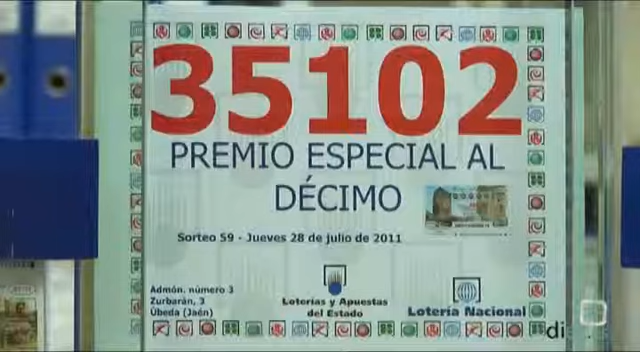 35102
PREMIO ESPECIAL AL
DÉCIMO
Sorteo 59 - Jueves 28 de julio de 2011
Admón. número 3
Zurbarán, 3
Úbeda (Jaén)
Loterías y Apuestas
del Estado
Lotería Nacional
di